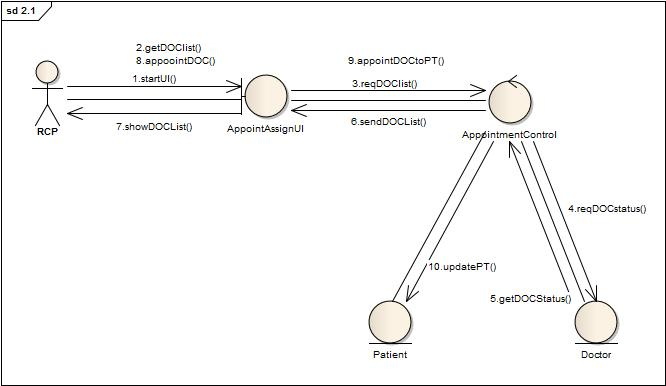 sd 2.1
2.getDOClist()
8.appoointDOC()
1.startUI()
9.appointDOCtoPT()
3.reqDOClist()
RCP
7.showDOCList()
AppointAssignUI
6.sendDOCList()
AppointmentControl
4.reqDOCstatus()
10.updatePT()
5.getDOCStatus()
Patient
Doctor